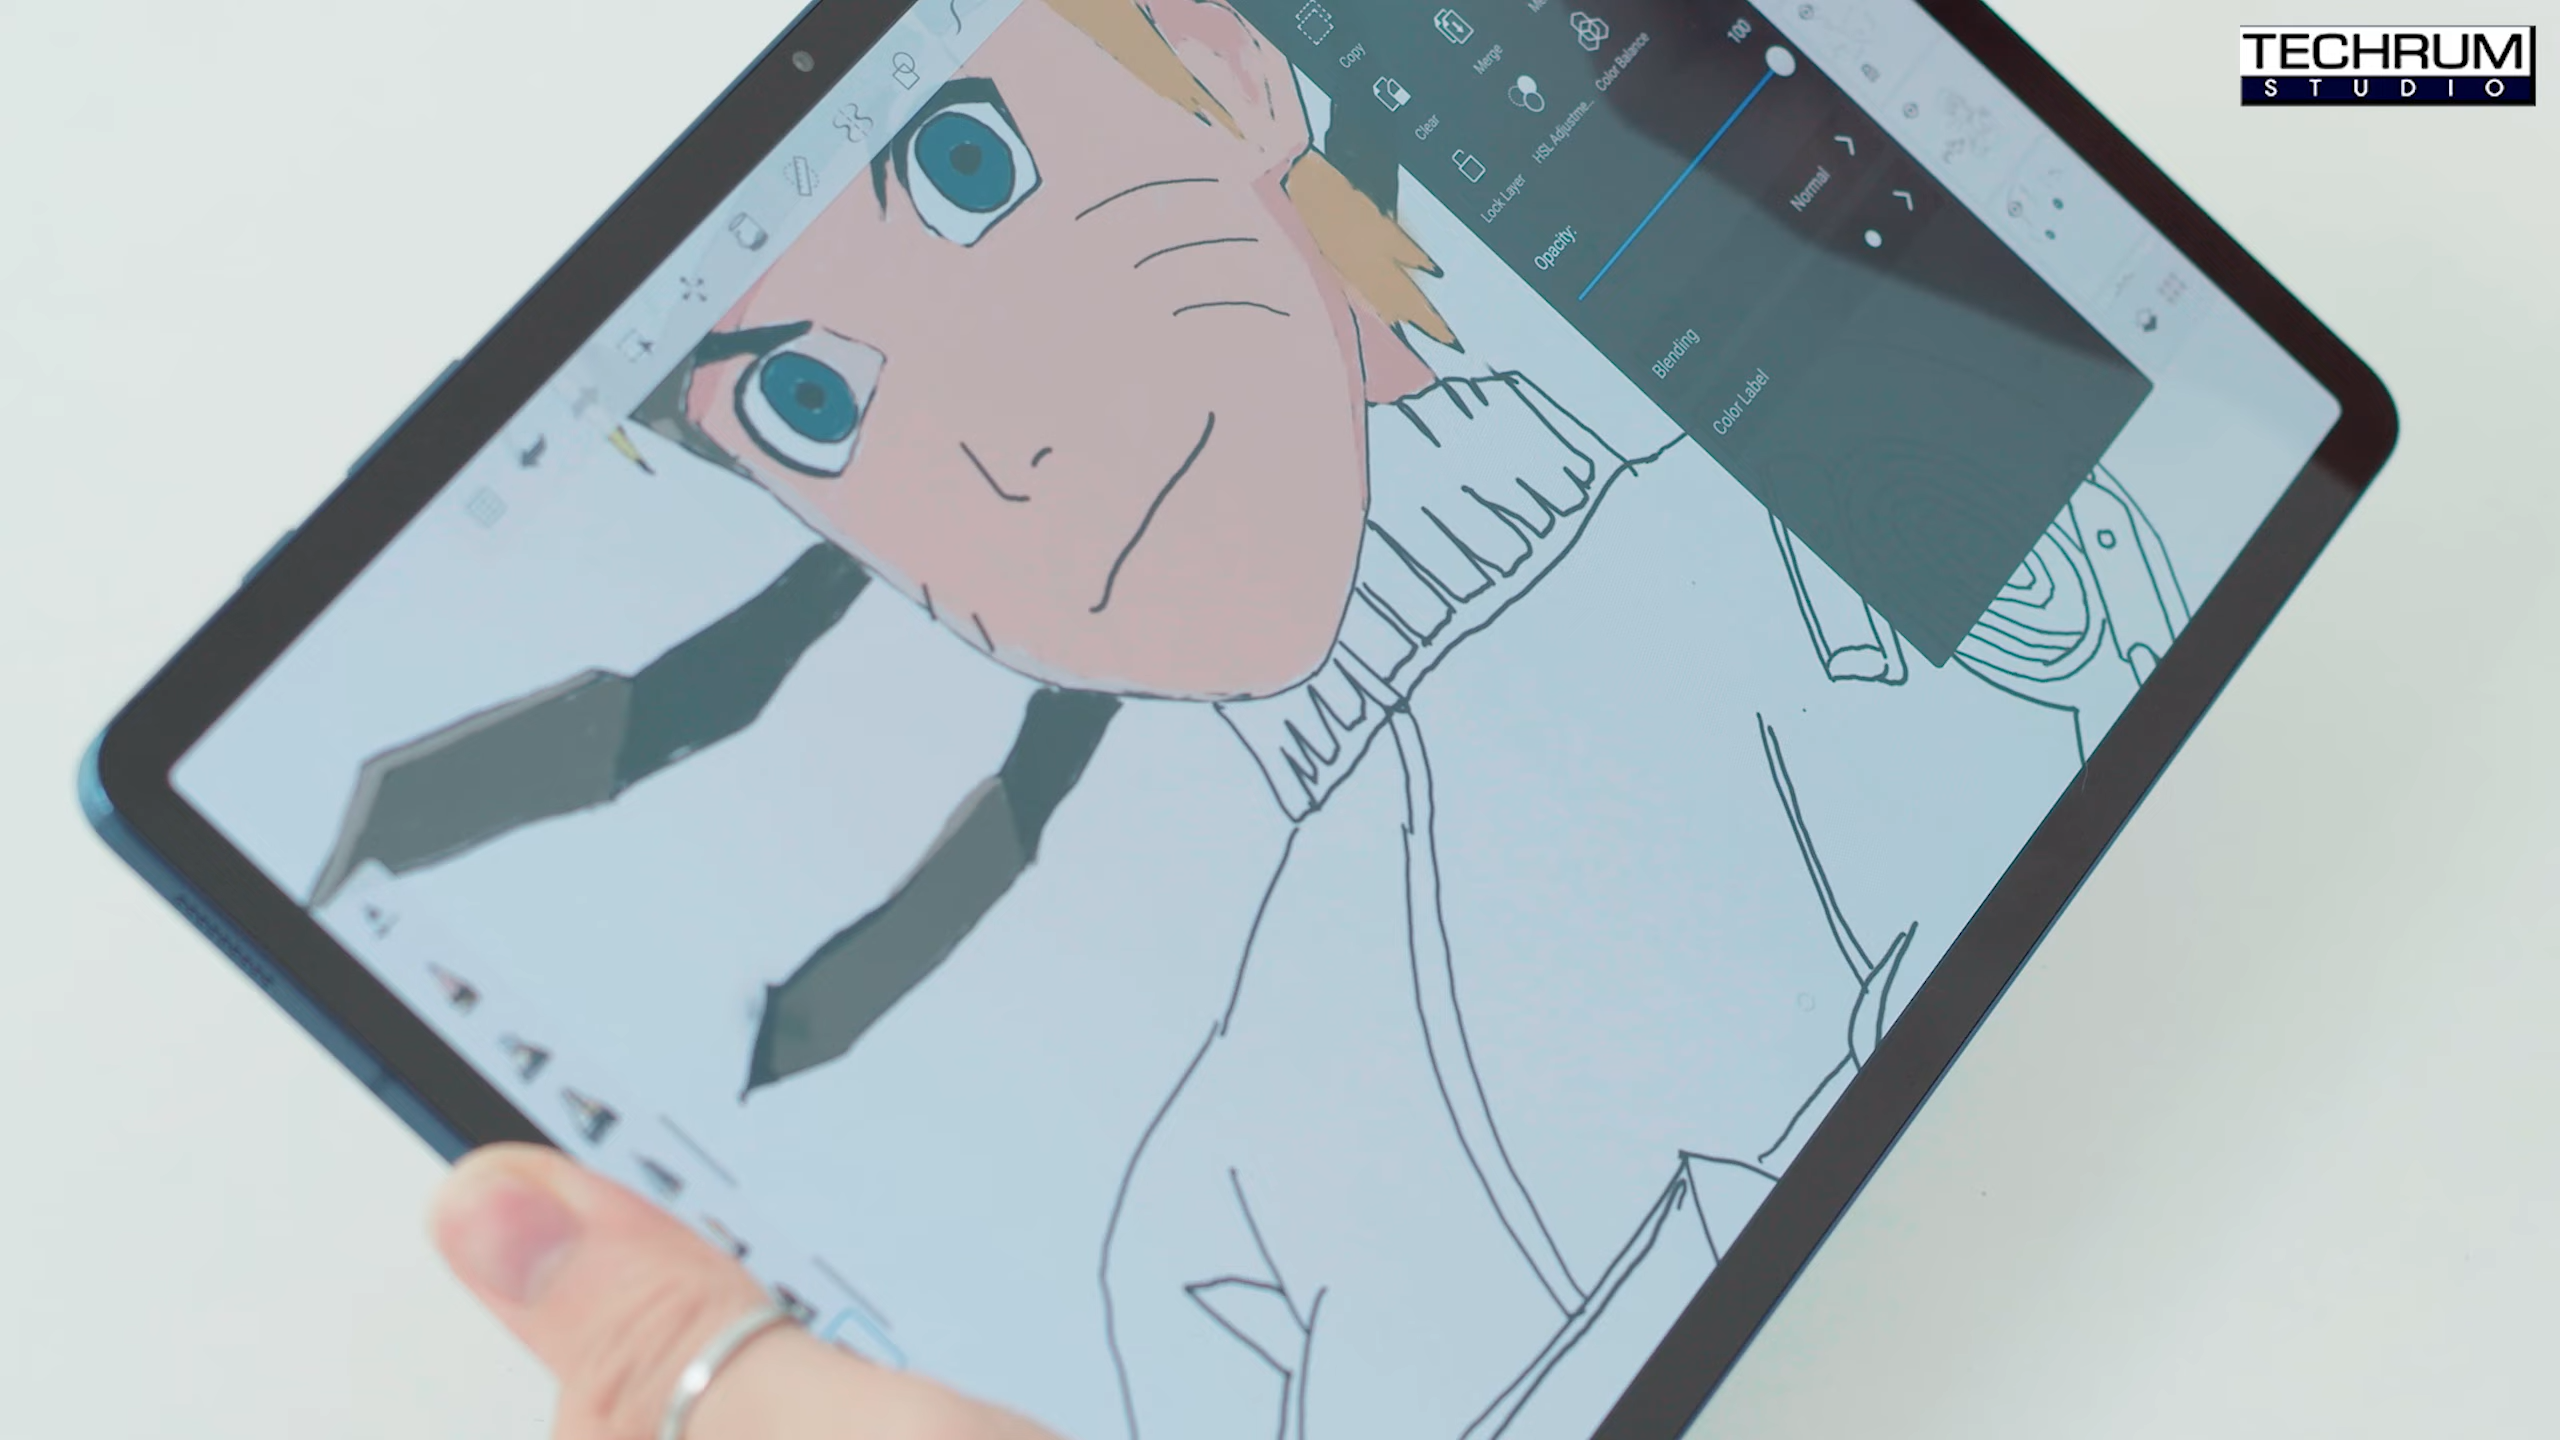 TECHRUM
STUDIO
Copy
Merge
Clear
HSL Adjustme...
Color Balance
Lock Layer
100
Opacity:
Normal
Blending
Color Label